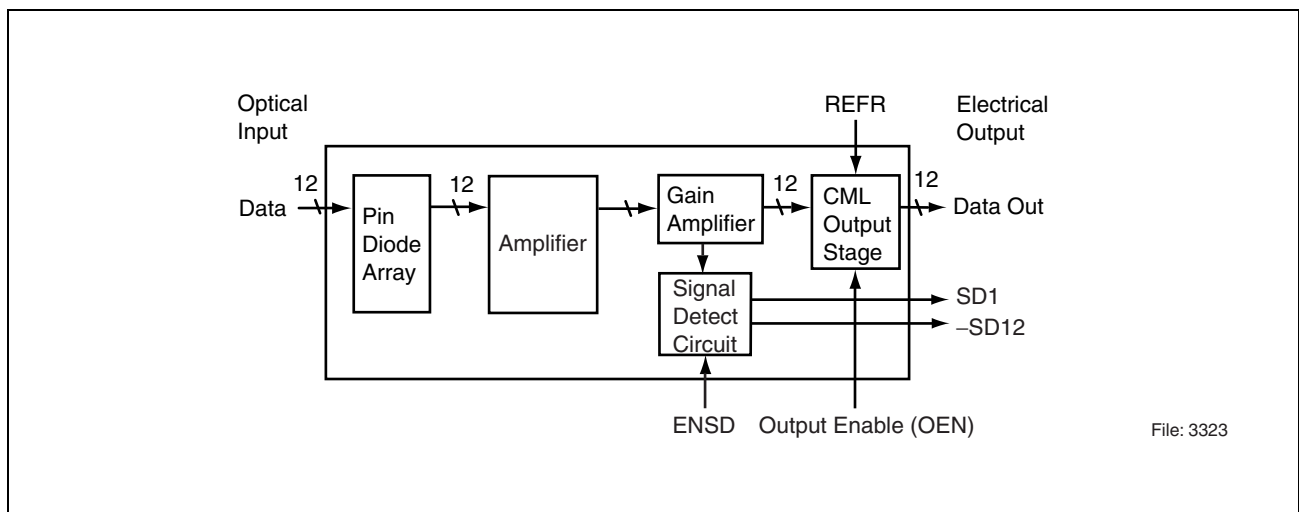 Optical
Input
REFR
Electrical
Output
12
12
12
12
Data
Pin
Diode
Array
Amplifier
Gain
Amplifier
CML
Output
Stage
Data Out
Signal
Detect
Circuit
SD1
–SD12
ENSD
Output Enable (OEN)
File: 3323